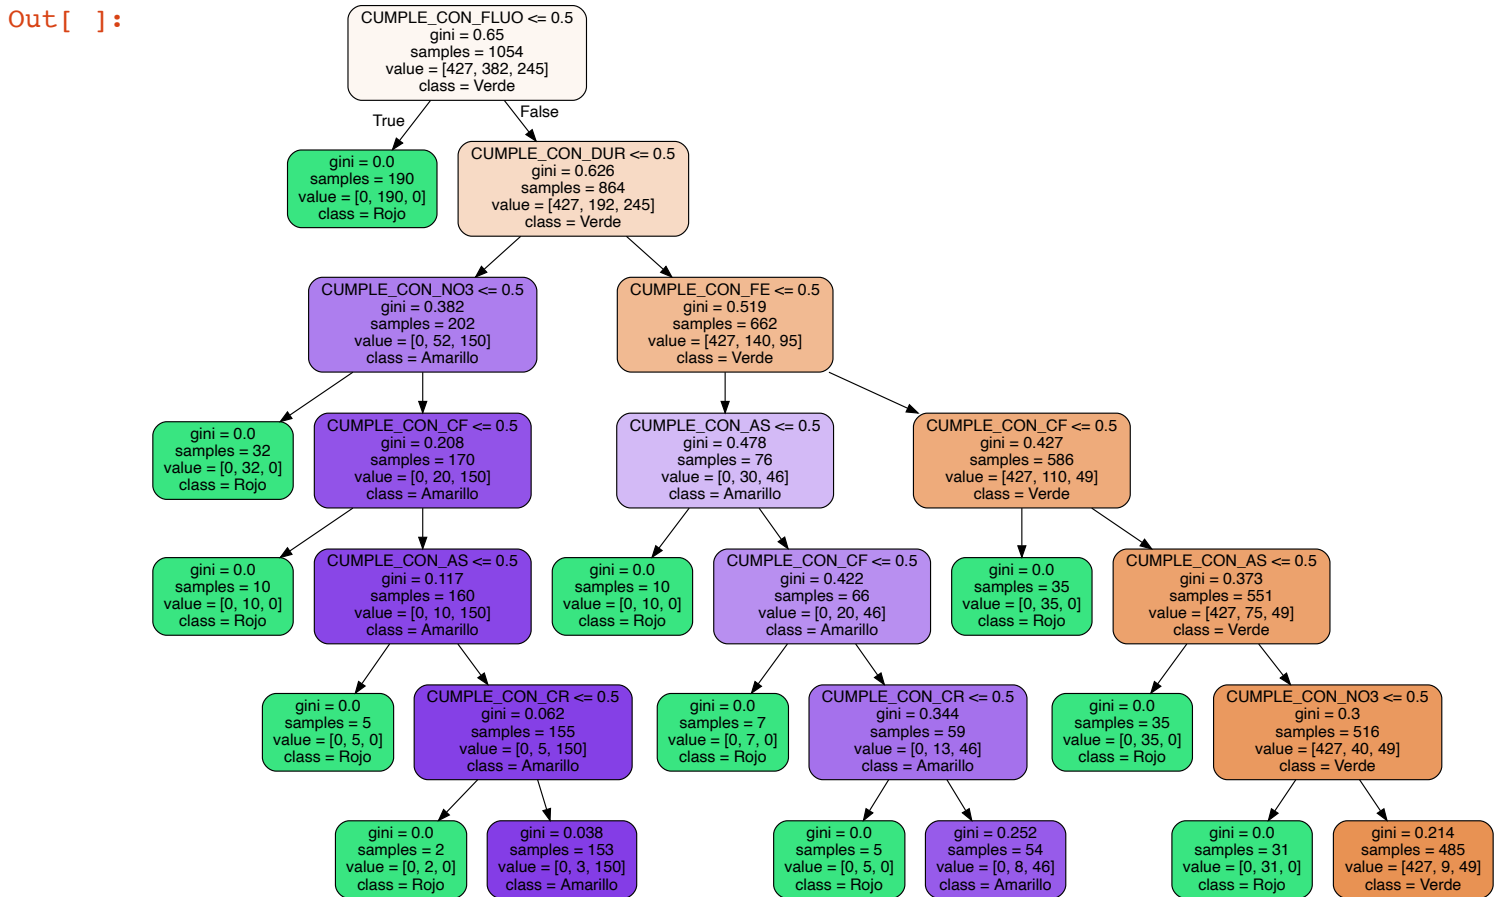 Out[ ]:
CUMPLE_CON_FLUO <= 0.5
gini = 0.65
samples = 1054
value = [427, 382, 245]
class = Verde
True
False
gini = 0.0
samples = 190
value = [0, 190, 0]
class = Rojo
CUMPLE_CON_DUR <= 0.5
gini = 0.626
samples = 864
value = [427, 192, 245]
class = Verde
CUMPLE_CON_NO3 <= 0.5
gini = 0.382
samples = 202
value = [0, 52, 150]
class = Amarillo
CUMPLE_CON_FE <= 0.5
gini = 0.519
samples = 662
value = [427, 140, 95]
class = Verde
gini = 0.0
samples = 32
value = [0, 32, 0]
class = Rojo
CUMPLE_CON_CF <= 0.5
gini = 0.208
samples = 170
value = [0, 20, 150]
class = Amarillo
CUMPLE_CON_AS <= 0.5
gini = 0.478
samples = 76
value = [0, 30, 46]
class = Amarillo
CUMPLE_CON_CF <= 0.5
gini = 0.427
samples = 586
value = [427, 110, 49]
class = Verde
gini = 0.0
samples = 10
value = [0, 10, 0]
class = Rojo
CUMPLE_CON_AS <= 0.5
gini = 0.117
samples = 160
value = [0, 10, 150]
class = Amarillo
gini = 0.0
samples = 10
value = [0, 10, 0]
class = Rojo
CUMPLE_CON_CF <= 0.5
gini = 0.422
samples = 66
value = [0, 20, 46]
class = Amarillo
gini = 0.0
samples = 35
value = [0, 35, 0]
class = Rojo
CUMPLE_CON_AS <= 0.5
gini = 0.373
samples = 551
value = [427, 75, 49]
class = Verde
gini = 0.0
samples = 5
value = [0, 5, 0]
class = Rojo
CUMPLE_CON_CR <= 0.5
gini = 0.062
samples = 155
value = [0, 5, 150]
class = Amarillo
gini = 0.0
samples = 7
value = [0, 7, 0]
class = Rojo
CUMPLE_CON_CR <= 0.5
gini = 0.344
samples = 59
value = [0, 13, 46]
class = Amarillo
gini = 0.0
samples = 35
value = [0, 35, 0]
class = Rojo
CUMPLE_CON_NO3 <= 0.5
gini = 0.3
samples = 516
value = [427, 40, 49]
class = Verde
gini = 0.0
samples = 2
value = [0, 2, 0]
class = Rojo
gini = 0.038
samples = 153
value = [0, 3, 150]
class = Amarillo
gini = 0.0
samples = 5
value = [0, 5, 0]
class = Rojo
gini = 0.252
samples = 54
value = [0, 8, 46]
class = Amarillo
gini = 0.0
samples = 31
value = [0, 31, 0]
class = Rojo
gini = 0.214
samples = 485
value = [427, 9, 49]
class = Verde